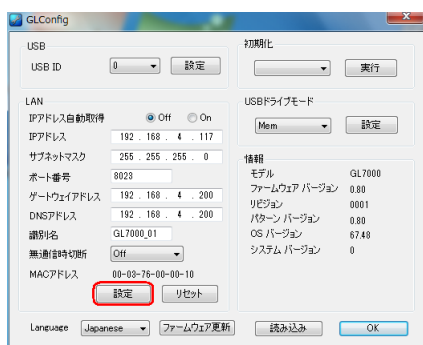 GLConfig
USB
USB ID 0 設定
LAN
IPアドレス自動取得 Off On
IPアドレス 192 . 168 . 4 . 117
サブネットマスク 255 . 255 . 255 . 0
ポート番号 8023
ゲートウェイアドレス 192 . 168 . 4 . 200
DNSアドレス 192 . 168 . 4 . 200
識別名 GL7000_01
無通信時切断 Off
MACアドレス 00-03-76-00-00-10
設定 リセット
初期化
実行
USBドライブモード
Mem 設定
情報
モデル GL7000
ファームウェア バージョン 0.80
リビジョン 0001
パターン バージョン 0.80
OS バージョン 67.48
システム バージョン 0
Language Japanese ファームウェア更新 読み込み OK